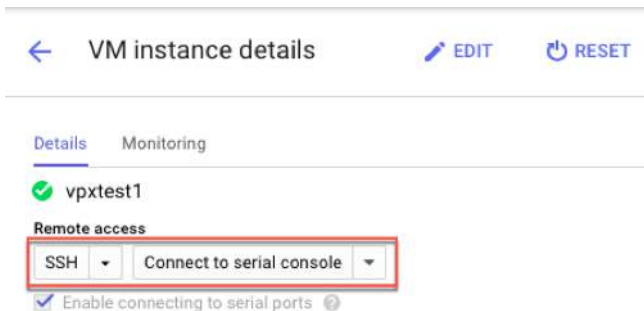 VM instance details EDIT RESET
Details Monitoring
vpxtest1
Remote access
SSH Connect to serial console
Enable connecting to serial ports